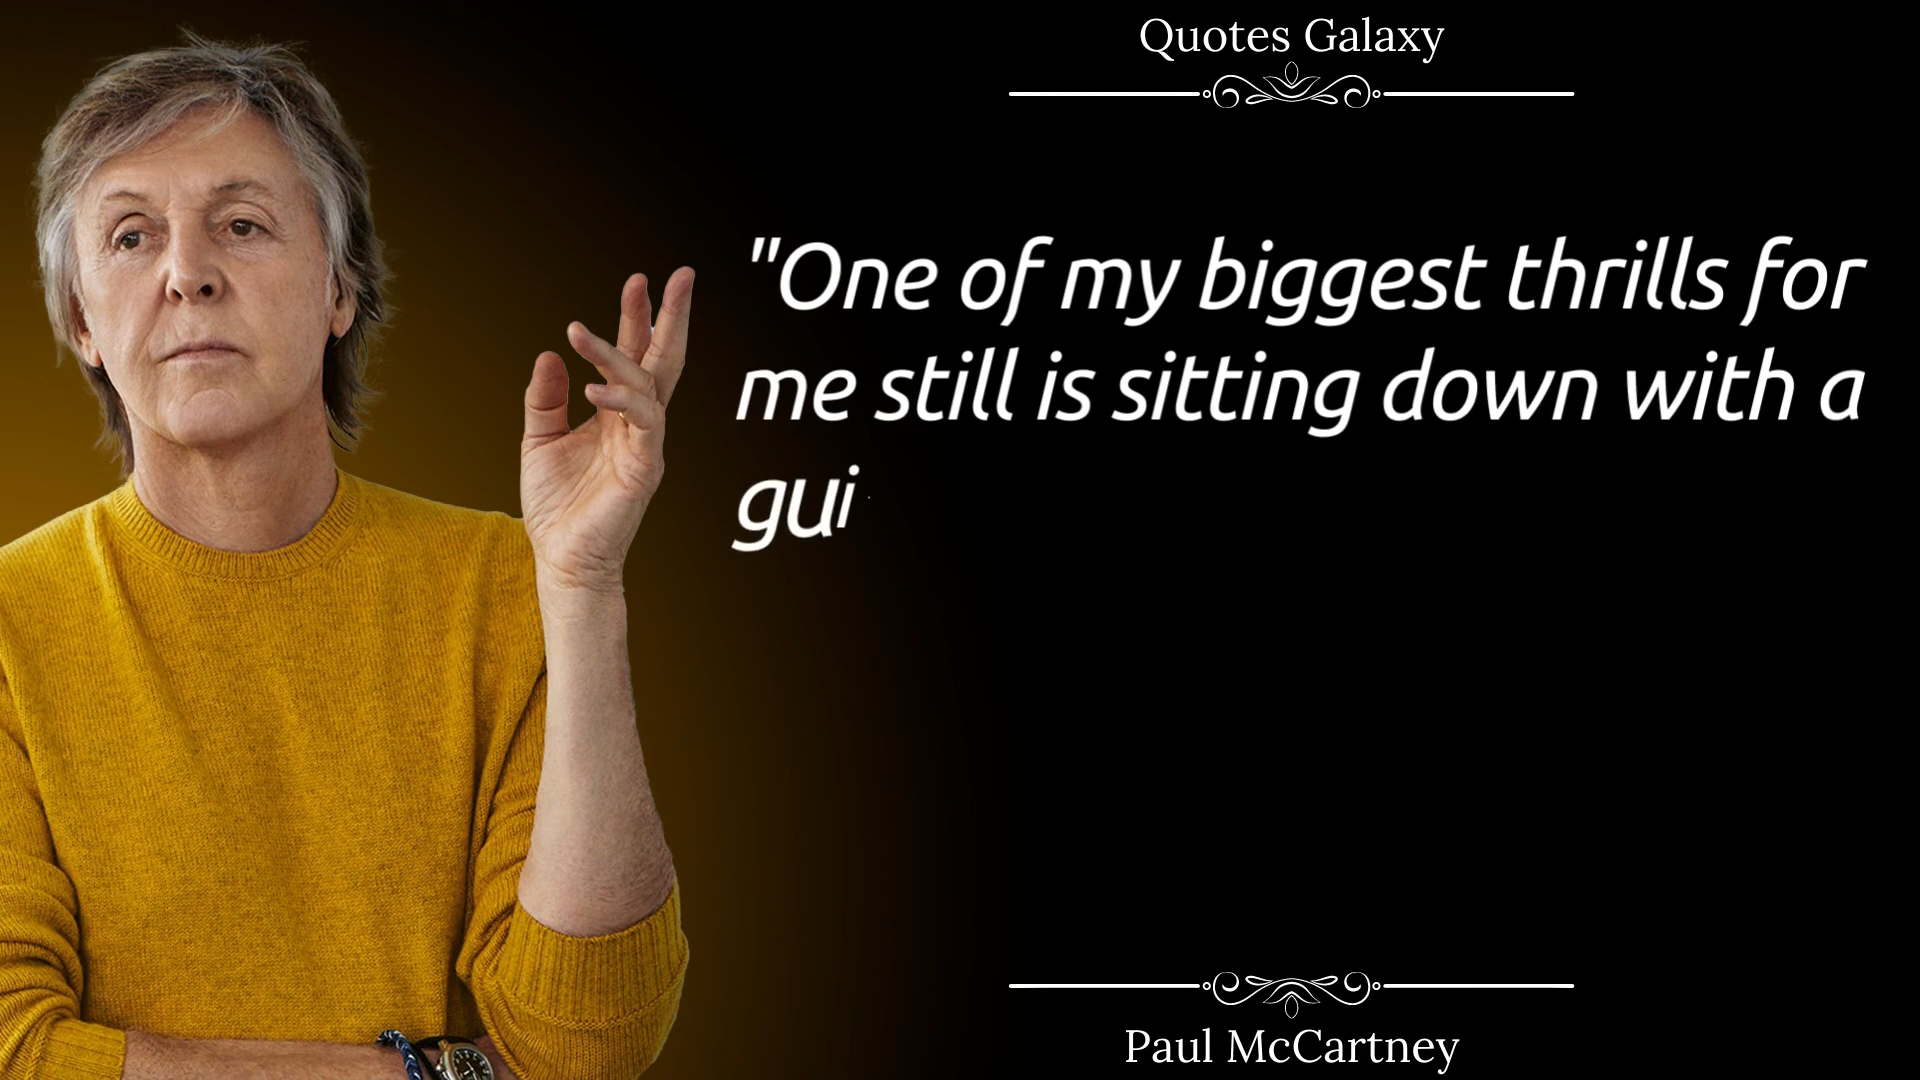 Quotes Galaxy
"One of my biggest thrills for
me still is sitting down with a
gui
Paul McCartney